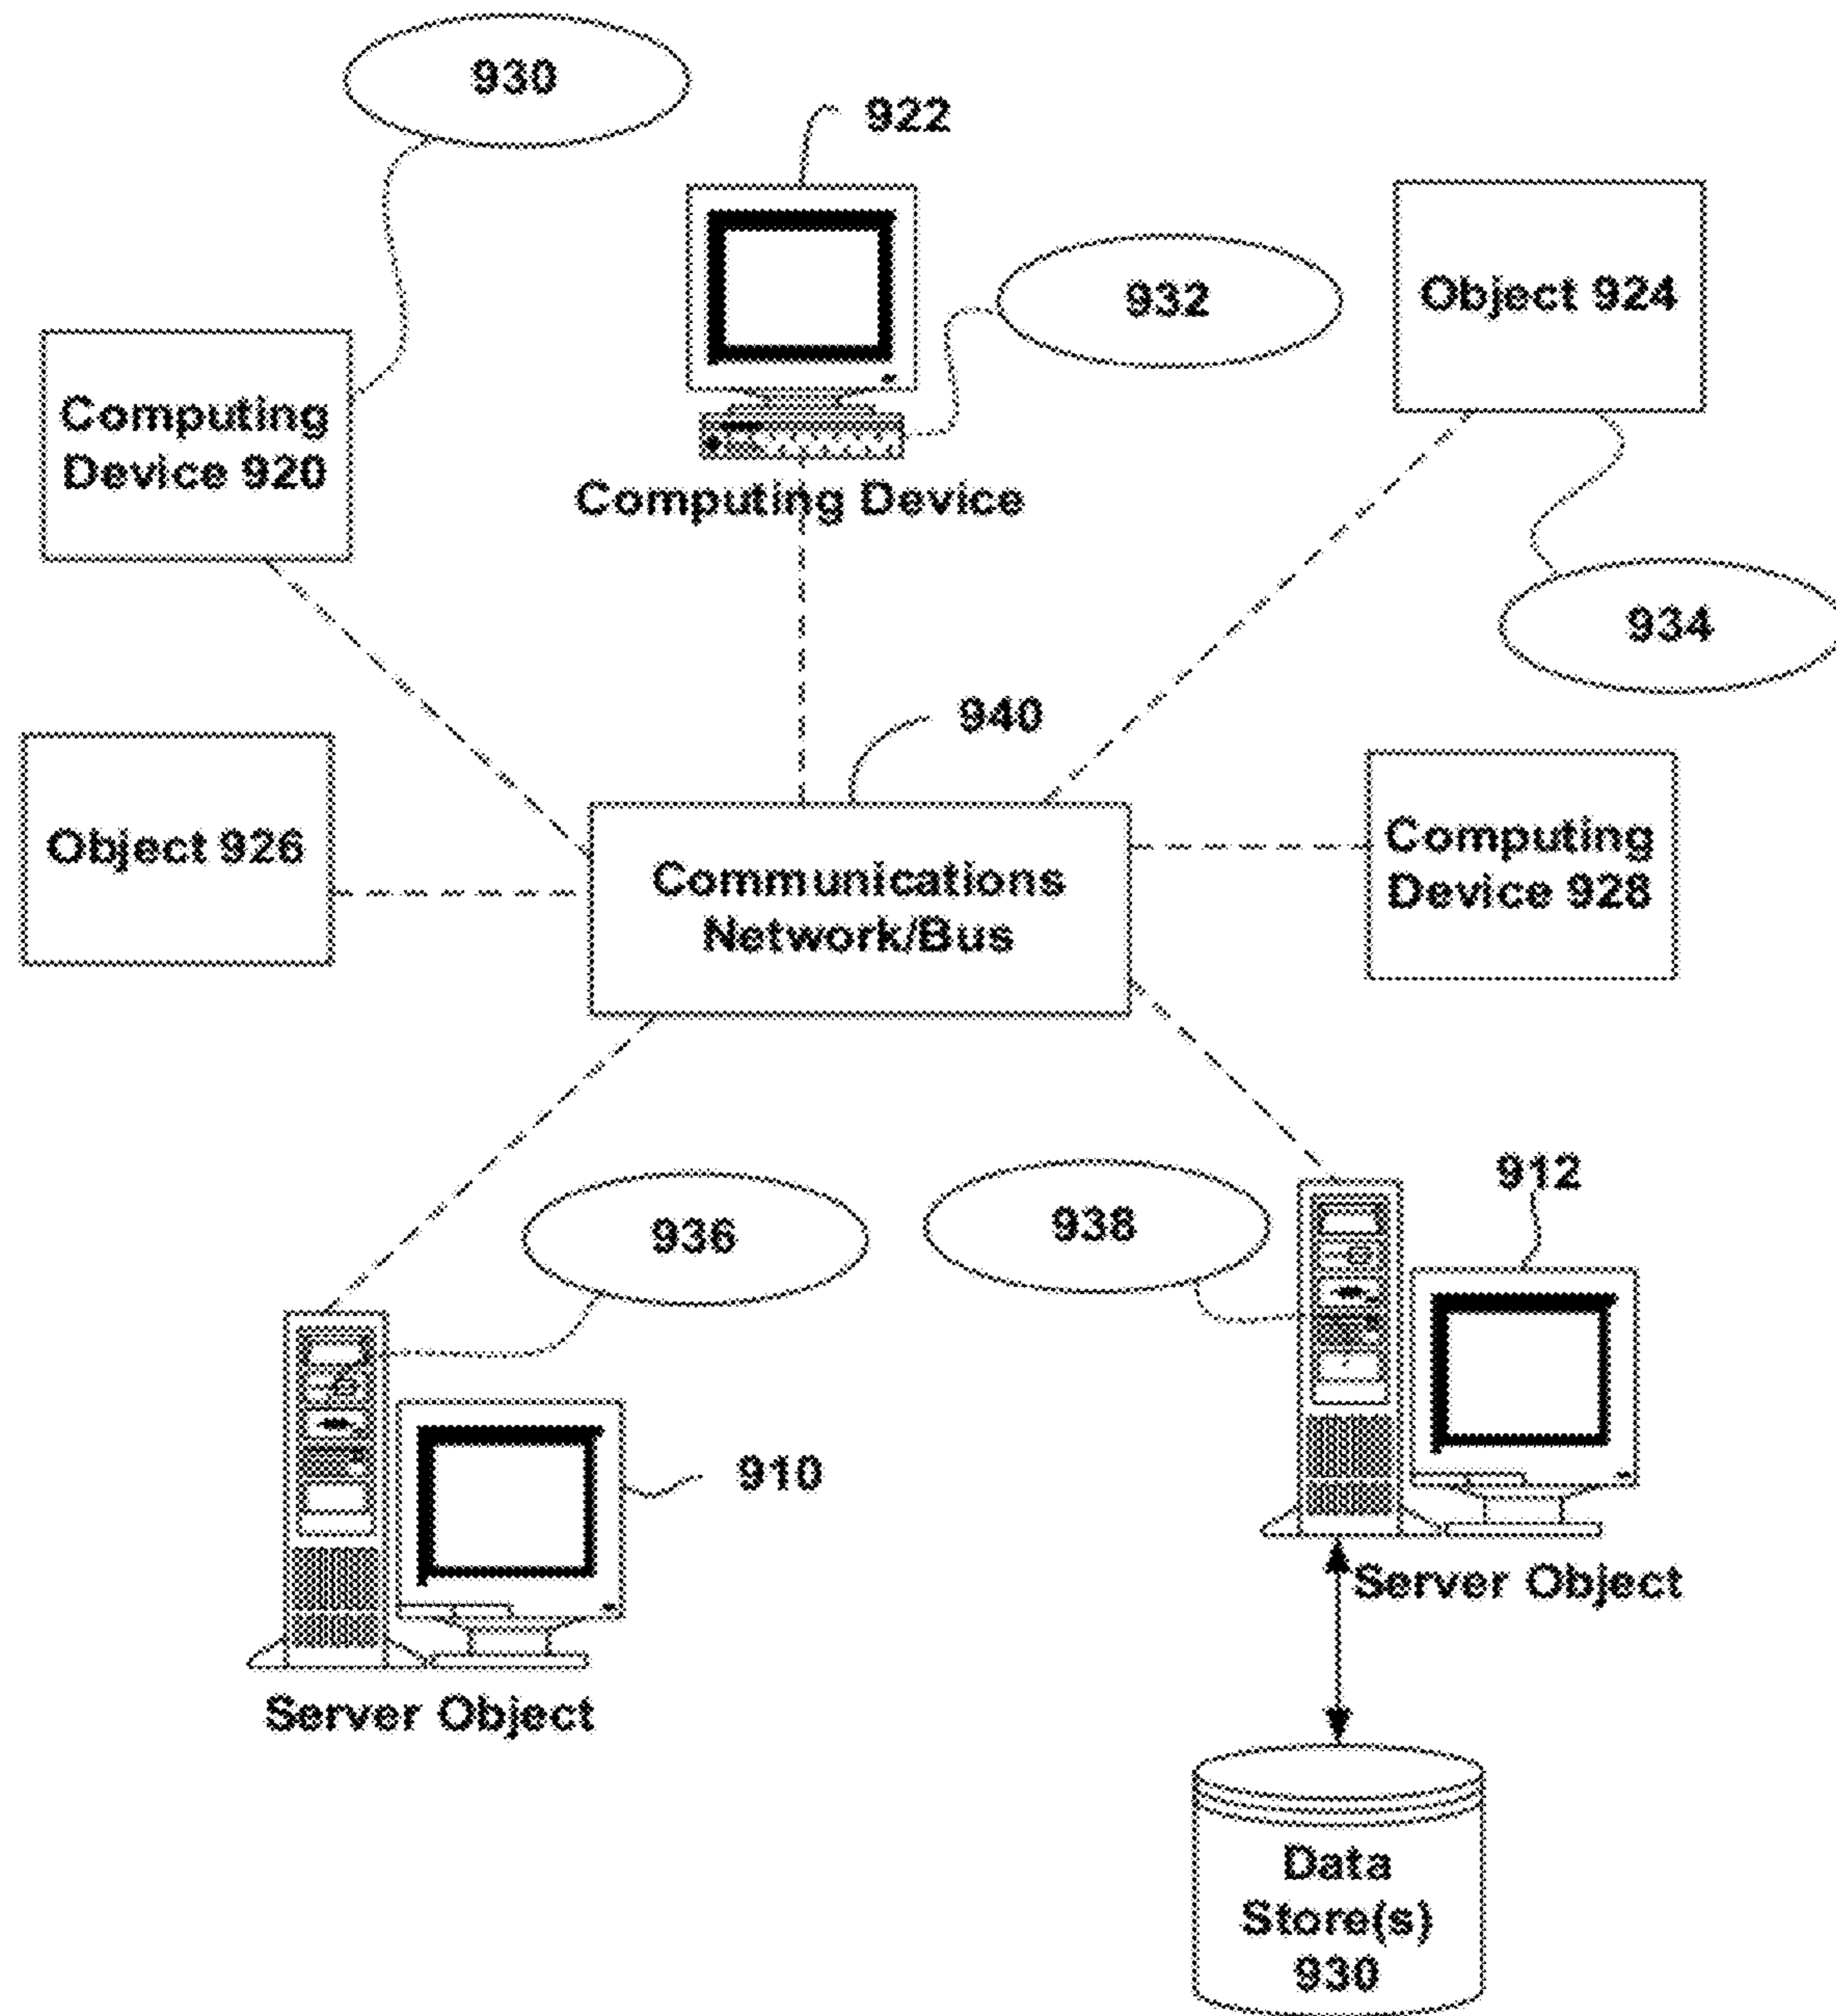 930
922
932
Object 924
Computing
Device 920
Computing Device
934
940
Object 926
Communications
Network/Bus
Computing
Device 928
936
938
912
910
Server Object
Server Object
Data
Store(s)
930